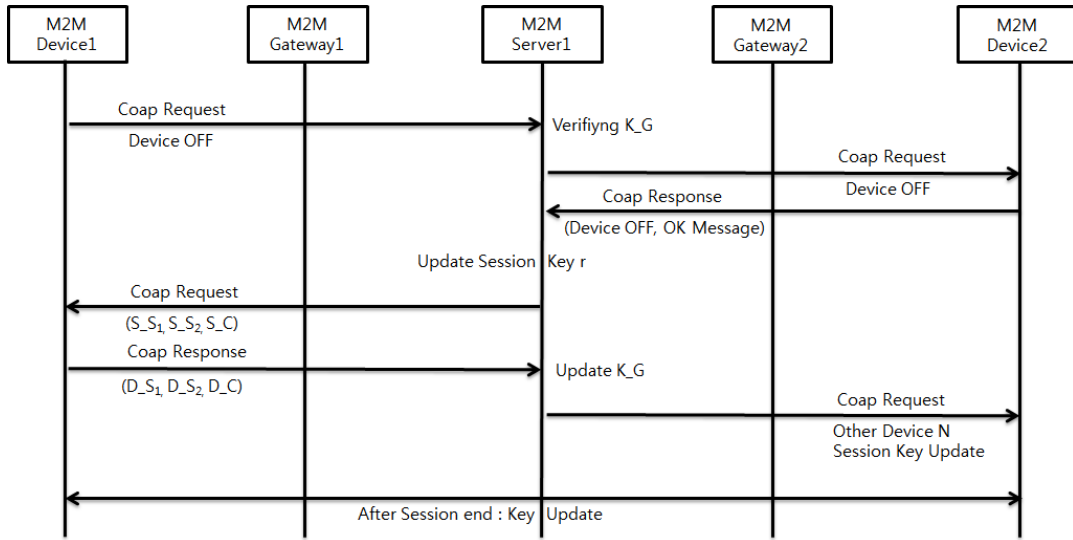 M2M
Device1
M2M
Gateway1
M2M
Server1
M2M
Gateway2
M2M
Device2
Coap Request
Device OFF
Verifiyng K_G
Coap Request
Device OFF
Coap Response
(Device OFF, OK Message)
Update Session Key r
Coap Request
(S_S₁, S_S₂, S_C)
Coap Response
(D_S₁, D_S₂, D_C)
Update K_G
Coap Request
Other Device N
Session Key Update
After Session end : Key Update